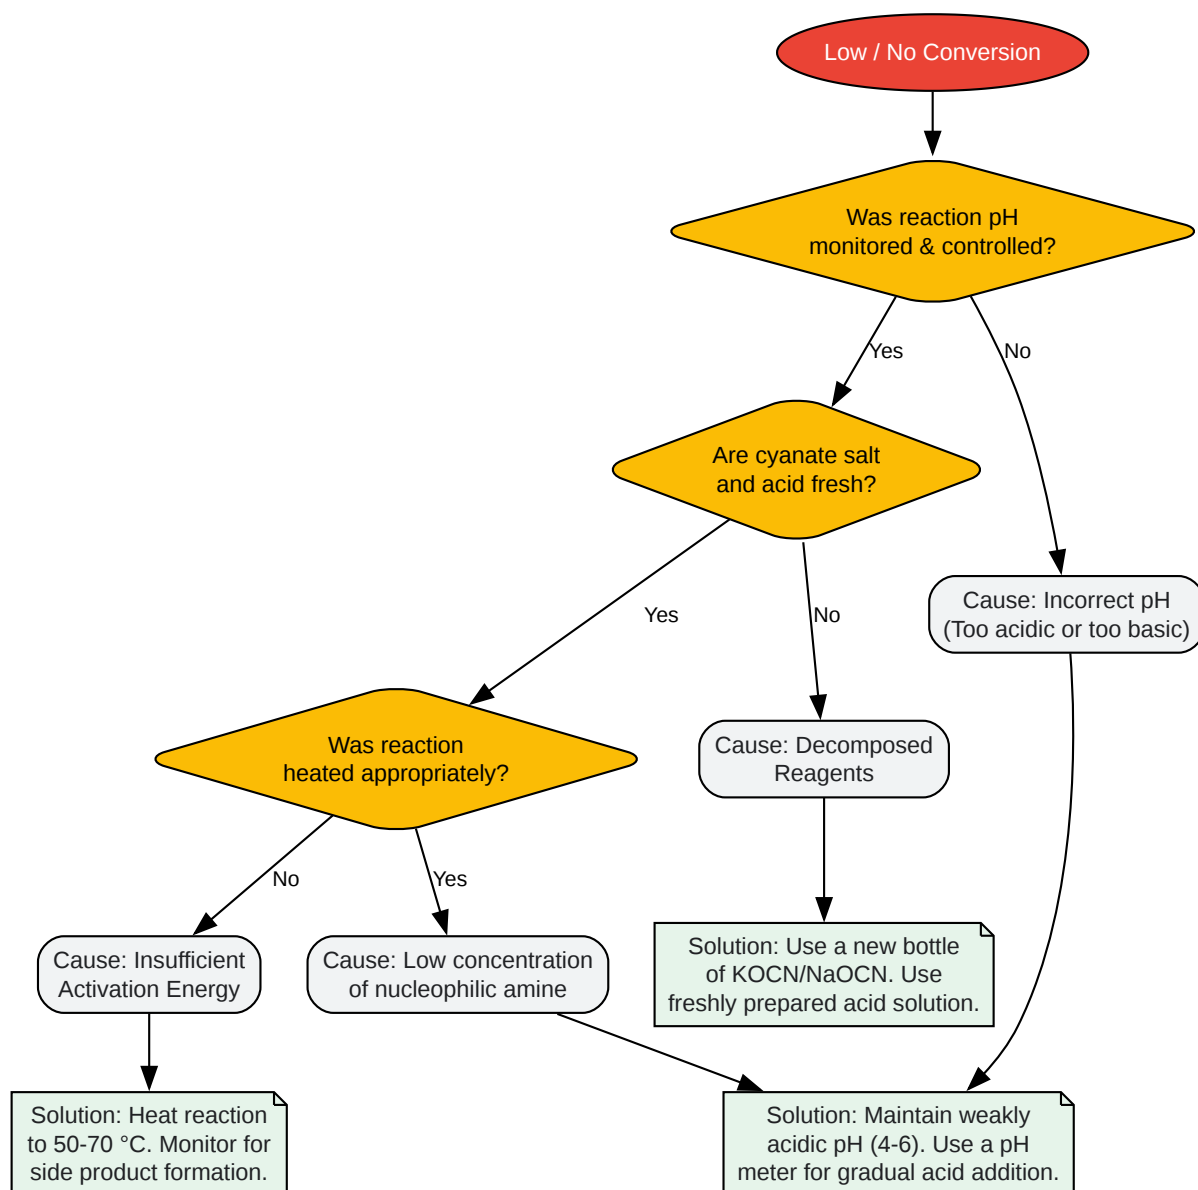 Low / No Conversion
Was reaction pH
monitored & controlled?
Yes
No
Are cyanate salt
and acid fresh?
Cause: Incorrect pH
(Too acidic or too basic)
Yes
No
Was reaction
heated appropriately?
Cause: Decomposed
Reagents
No
Yes
Cause: Insufficient
Activation Energy
Cause: Low concentration
of nucleophilic amine
Solution: Use a new bottle
of KOCN/NaOCN. Use
freshly prepared acid solution.
Solution: Heat reaction
to 50-70 °C. Monitor for
side product formation.
Solution: Maintain weakly
acidic pH (4-6). Use a pH
meter for gradual acid addition.